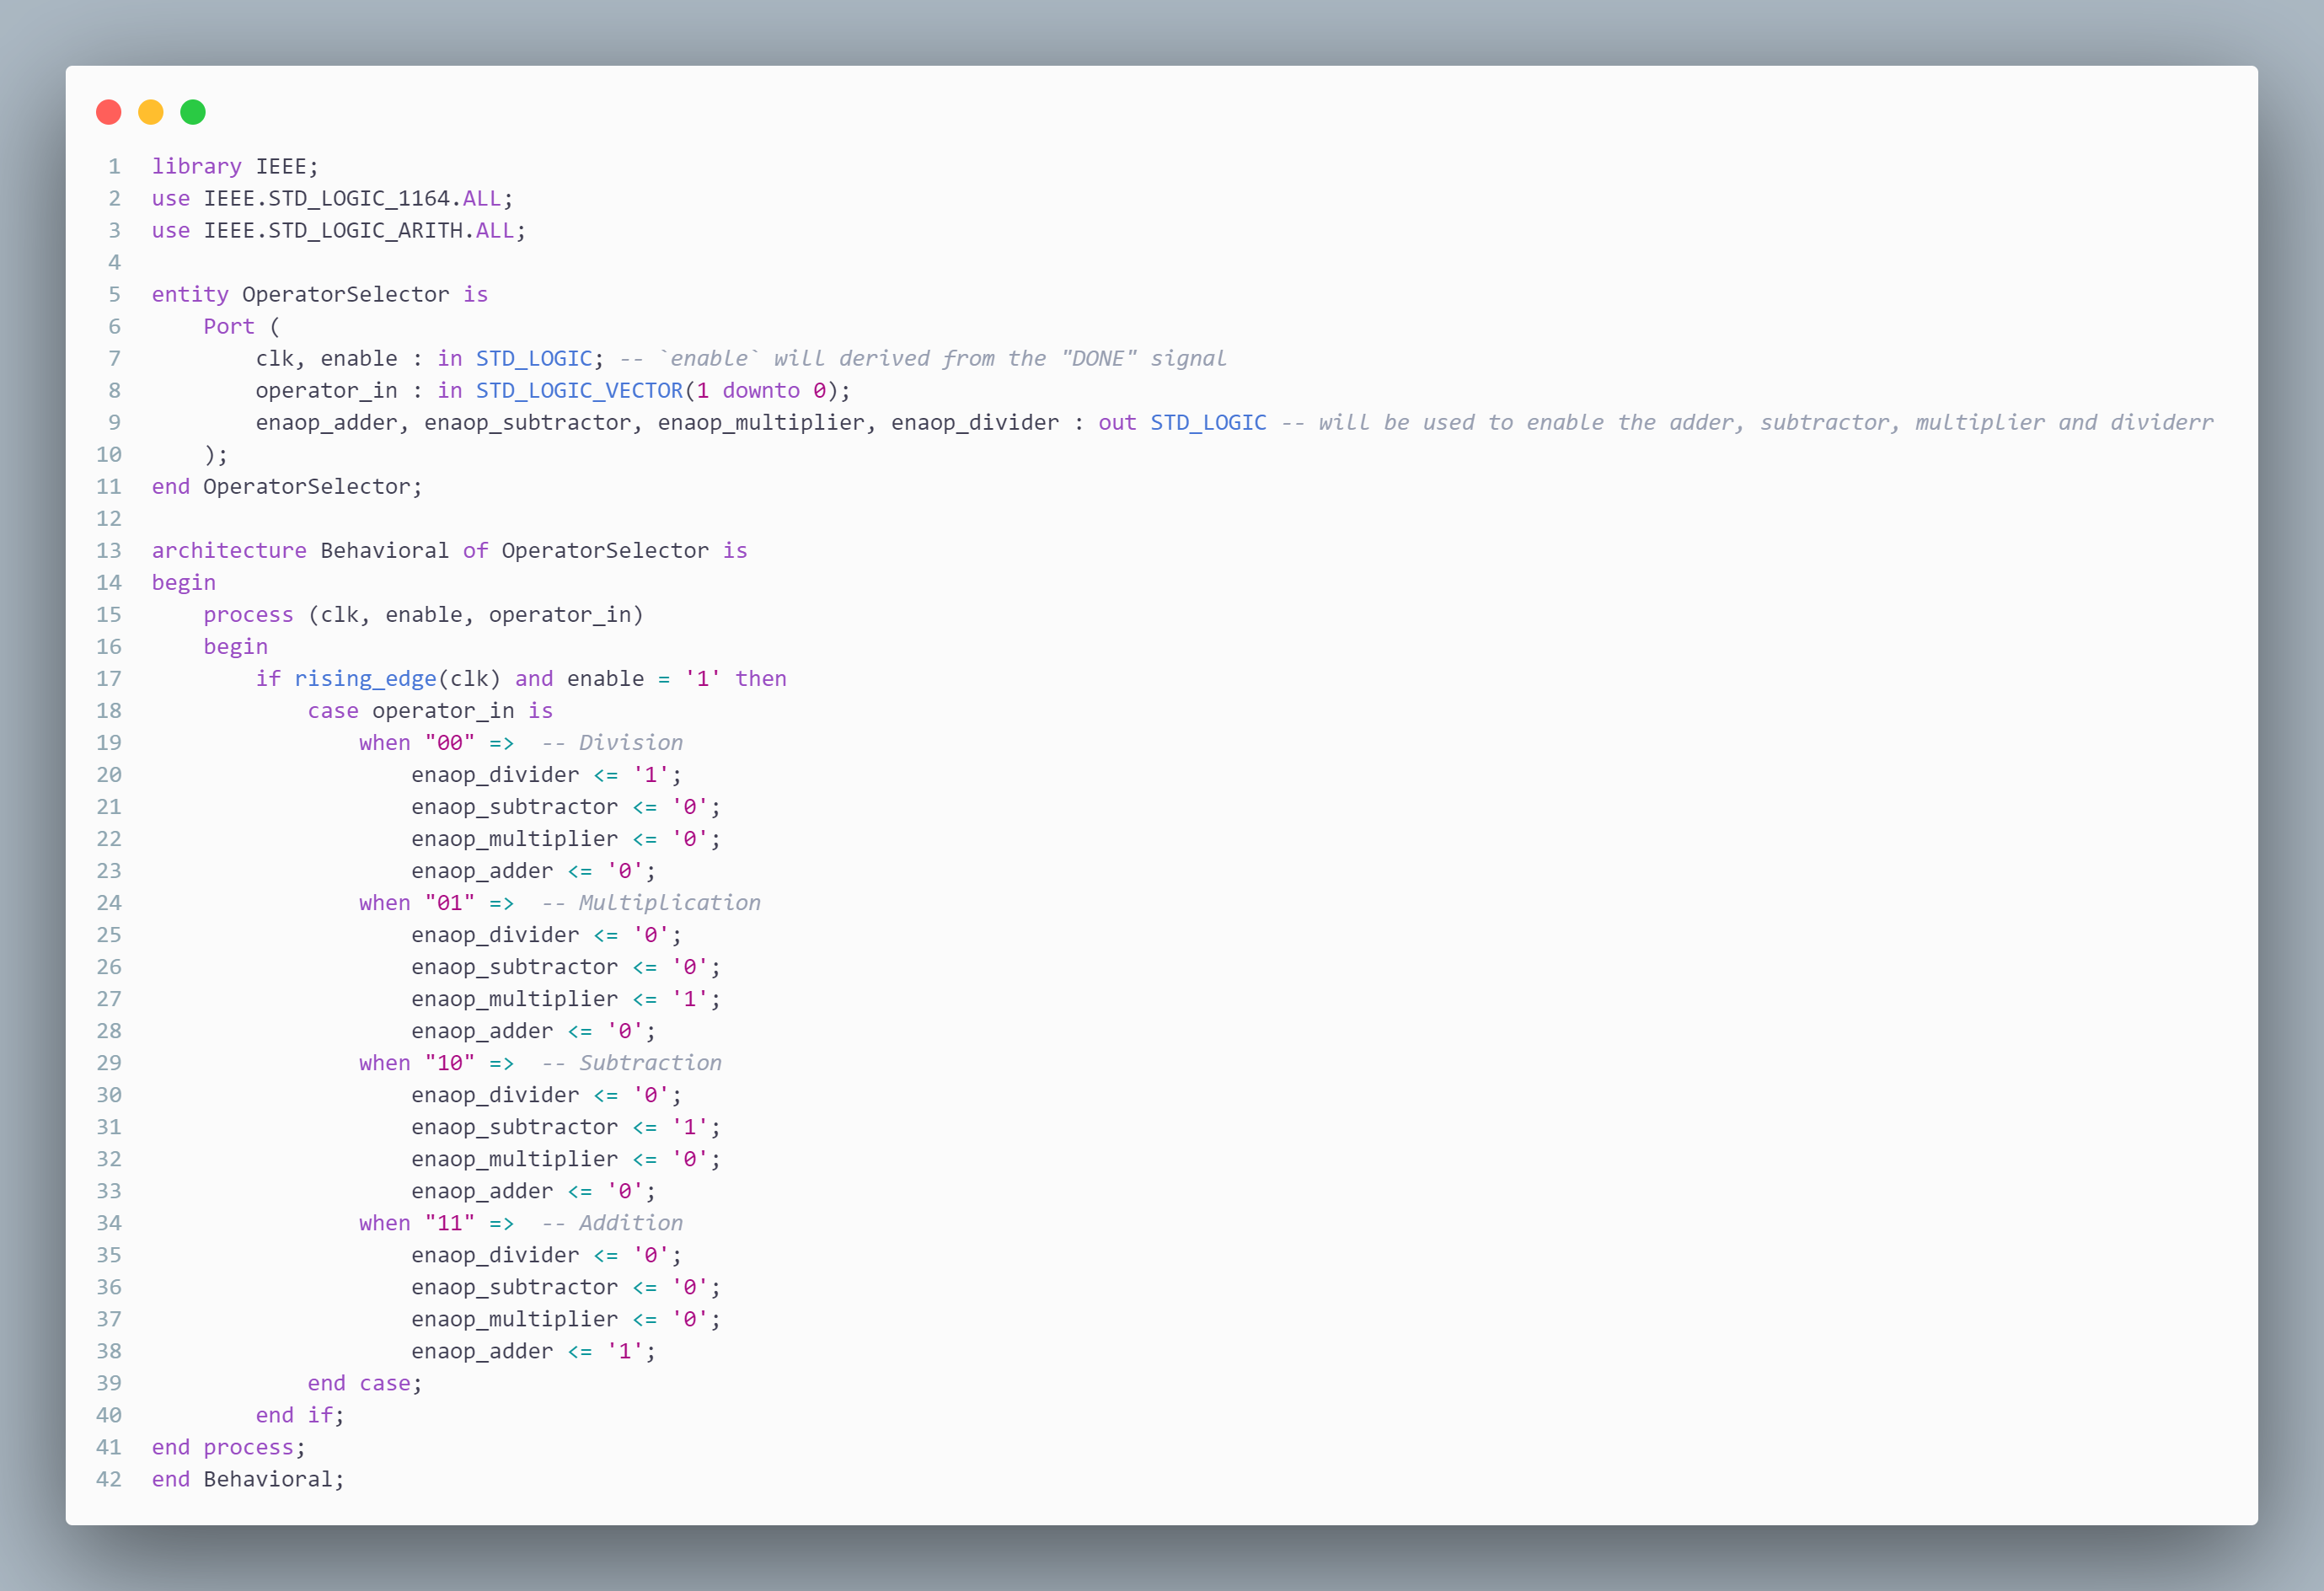 1 library IEEE;
2 use IEEE.STD_LOGIC_1164.ALL;
3 use IEEE.STD_LOGIC_ARITH.ALL;
4
5 entity OperatorSelector is
6     Port (
7         clk, enable : in STD_LOGIC; -- `enable` will derived from the "DONE" signal
8         operator_in : in STD_LOGIC_VECTOR(1 downto 0);
9         enaop_adder, enaop_subtractor, enaop_multiplier, enaop_divider : out STD_LOGIC -- will be used to enable the adder, subtractor, multiplier and dividerr
10     );
11 end OperatorSelector;
12
13 architecture Behavioral of OperatorSelector is
14 begin
15     process (clk, enable, operator_in)
16     begin
17         if rising_edge(clk) and enable = '1' then
18             case operator_in is
19                 when "00" =>  -- Division
20                     enaop_divider <= '1';
21                     enaop_subtractor <= '0';
22                     enaop_multiplier <= '0';
23                     enaop_adder <= '0';
24                 when "01" =>  -- Multiplication
25                     enaop_divider <= '0';
26                     enaop_subtractor <= '0';
27                     enaop_multiplier <= '1';
28                     enaop_adder <= '0';
29                 when "10" =>  -- Subtraction
30                     enaop_divider <= '0';
31                     enaop_subtractor <= '1';
32                     enaop_multiplier <= '0';
33                     enaop_adder <= '0';
34                 when "11" =>  -- Addition
35                     enaop_divider <= '0';
36                     enaop_subtractor <= '0';
37                     enaop_multiplier <= '0';
38                     enaop_adder <= '1';
39             end case;
40         end if;
41 end process;
42 end Behavioral;